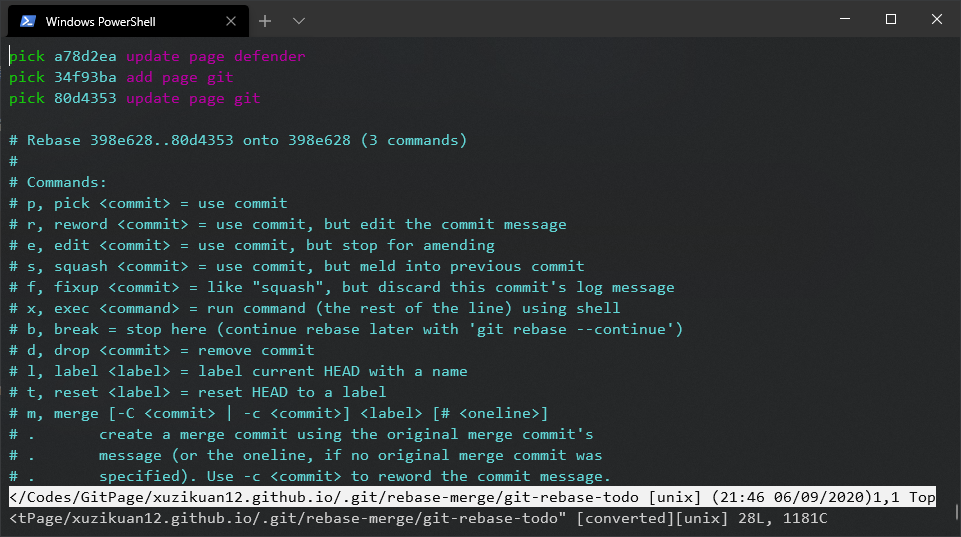 Windows PowerShell
pick a78d2ea update page defender
pick 34f93ba add page git
pick 80d4353 update page git
# Rebase 398e628..80d4353 onto 398e628 (3 commands)
#
# Commands:
# p, pick <commit> = use commit
# r, reword <commit> = use commit, but edit the commit message
# e, edit <commit> = use commit, but stop for amending
# s, squash <commit> = use commit, but meld into previous commit
# f, fixup <commit> = like "squash", but discard this commit's log message
# x, exec <command> = run command (the rest of the line) using shell
# b, break = stop here (continue rebase later with 'git rebase --continue')
# d, drop <commit> = remove commit
# l, label <label> = label current HEAD with a name
# t, reset <label> = reset HEAD to a label
# m, merge [-C <commit> | -c <commit>] <label> [# <oneline>]
# .       create a merge commit using the original merge commit's
# .       message (or the oneline, if no original merge commit was
# .       specified). Use -c <commit> to reword the commit message.
</Codes/GitPage/xuzikuan12.github.io/.git/rebase-merge/git-rebase-todo [unix] (21:46 06/09/2020)1,1 Top
<tPage/xuzikuan12.github.io/.git/rebase-merge/git-rebase-todo" [converted][unix] 28L, 1181C